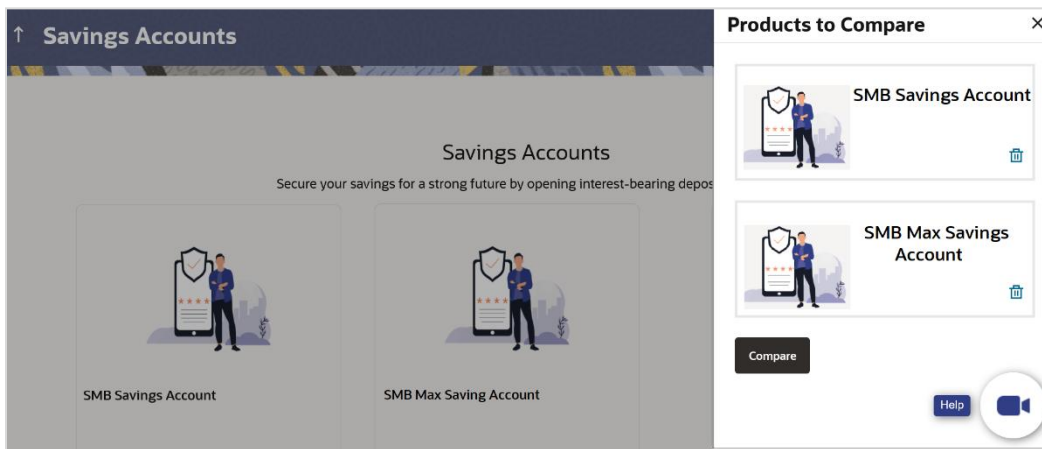 Savings Accounts
Savings Accounts
Secure your savings for a strong future by opening interest-bearing depos
SMB Savings Account
SMB Max Saving Account
Products to Compare
SMB Savings Account
SMB Max Savings
Account
Compare
Help